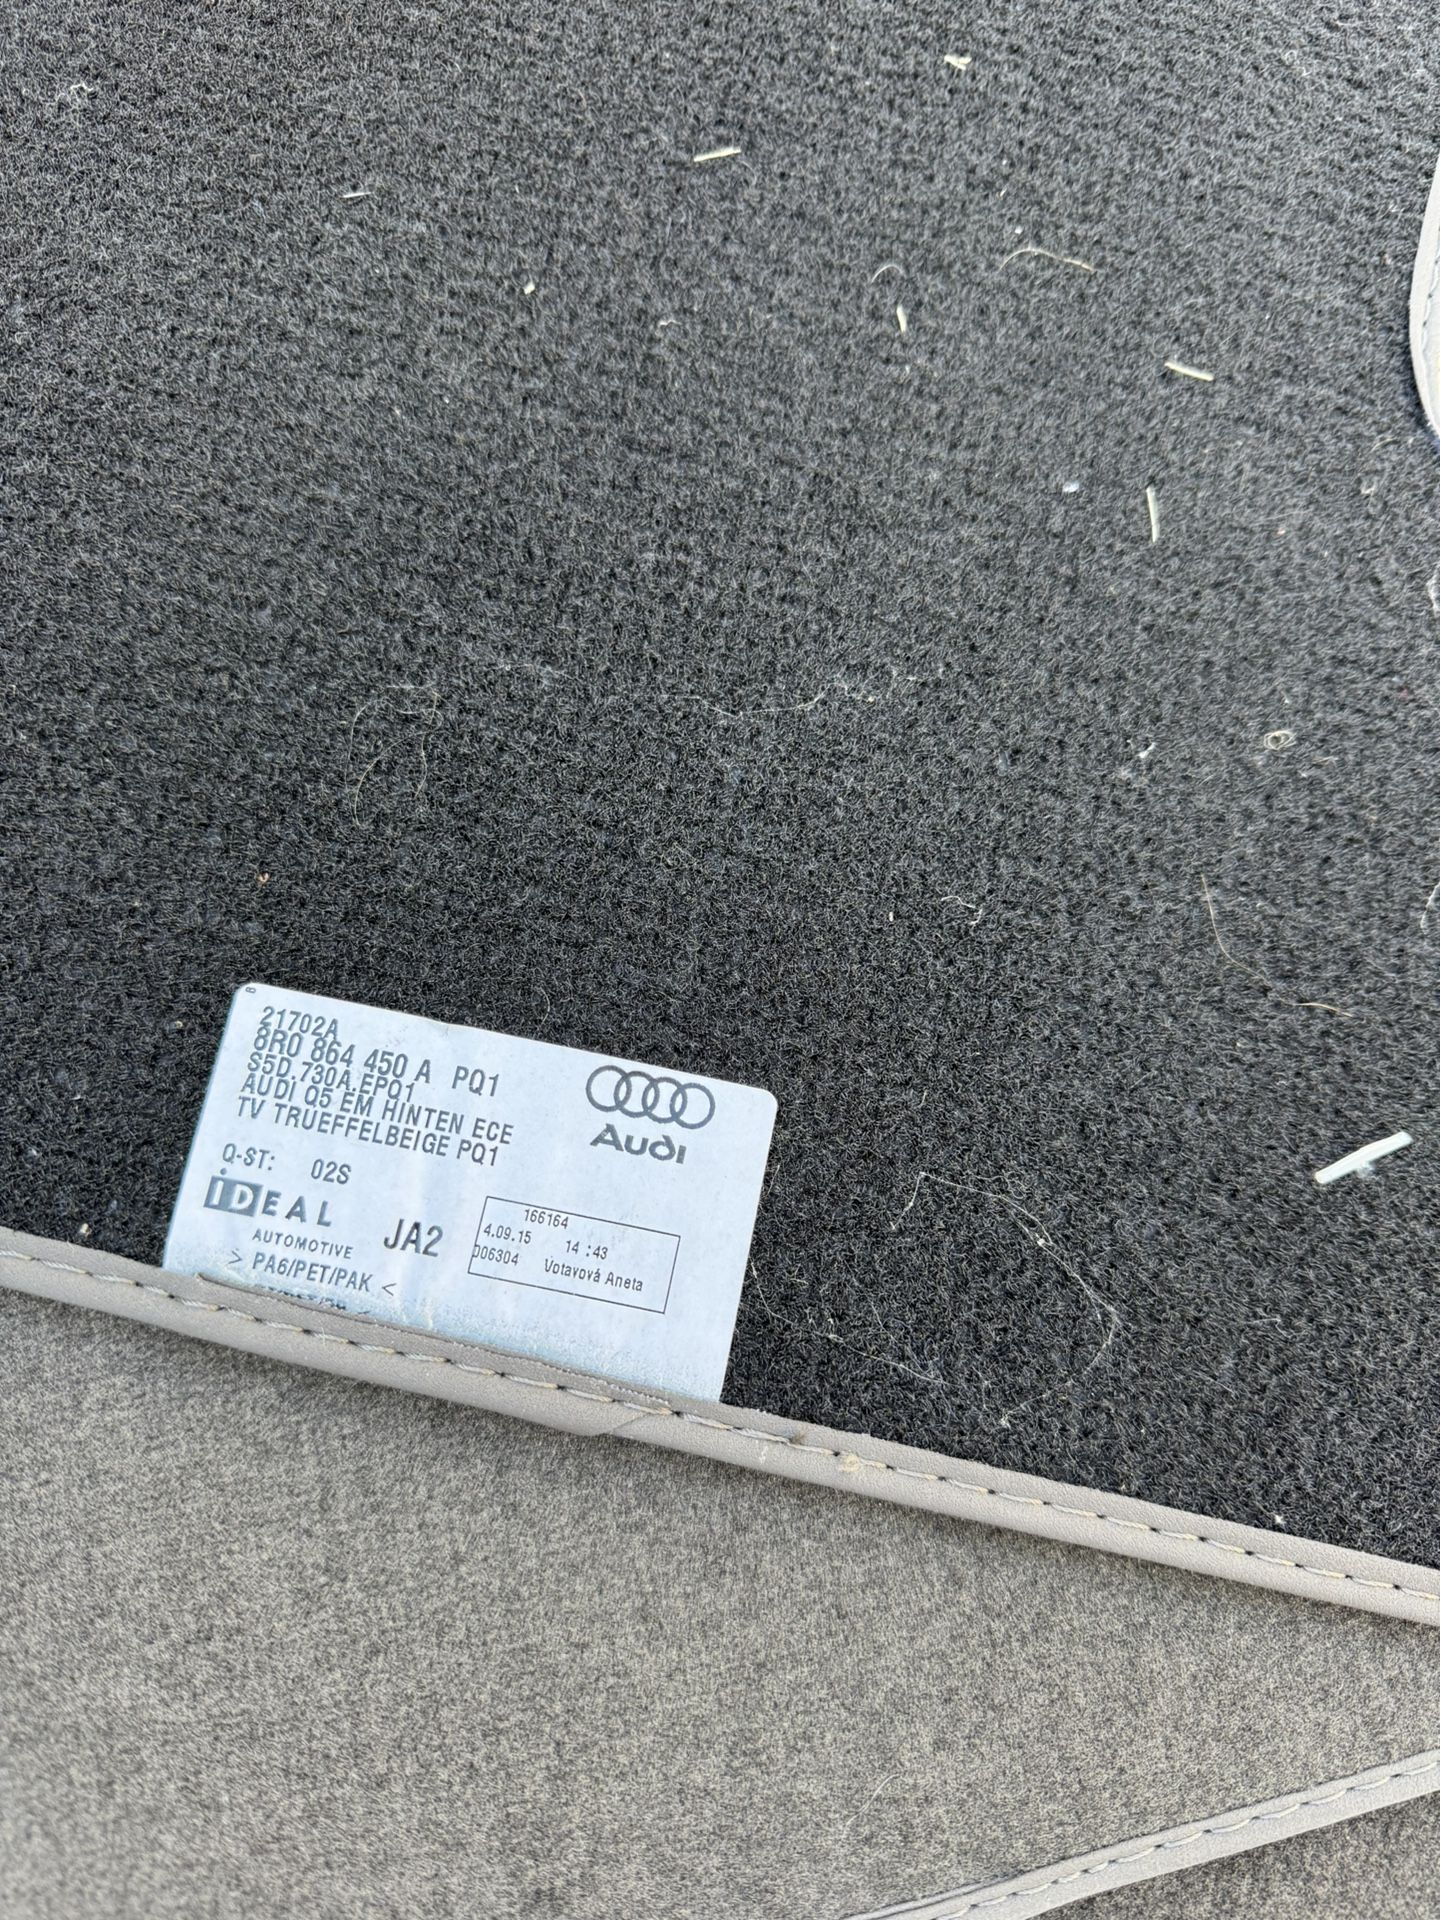 21702A
8R0 864 450 A PQ1
S5D.730A.EPQ1
AUDI Q5 EM HINTEN ECE
TV TRUEFFELBEIGE PQ1
Audi
Q-ST: 02S
iDEAL
AUTOMOTIVE
JA2
> PA6/PET/PAK <
166164
4.09.15 14:43
006304 Votavová Aneta